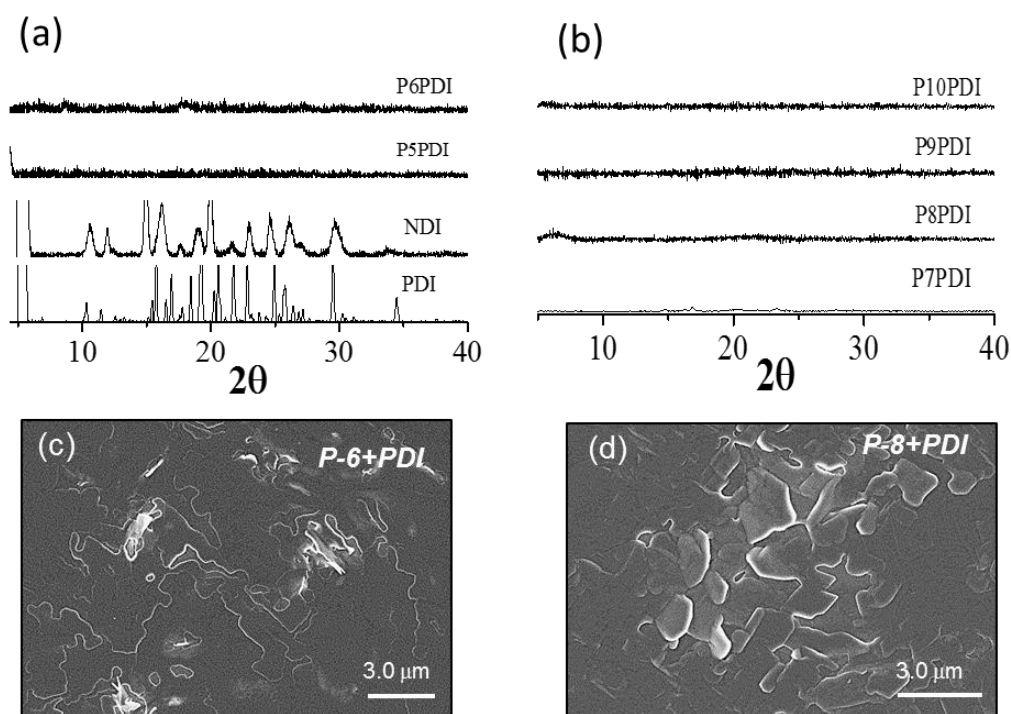 (a)
P6PDI
P5PDI
NDI
PDI
10 20 30 40
2θ
(b)
P10PDI
P9PDI
P8PDI
P7PDI
10 20 30 40
2θ
(c)
P-6+PDI
3.0 μm
(d)
P-8+PDI
3.0 μm